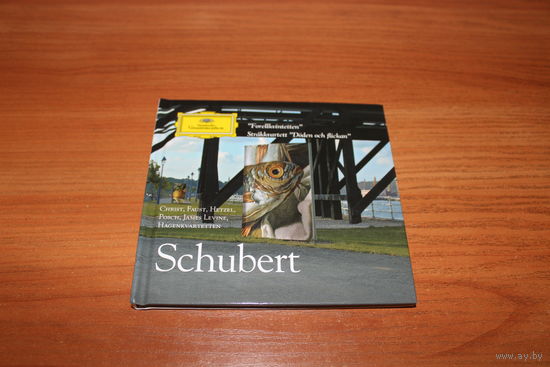 Deutsche
Grammophon
"Forellkvintetten"
Stråkkvartett "Döden och flickan"
Christ, Faust, Hetzel,
Posch, James Levine,
Hagenkvartetten
Schubert
www.ay.by